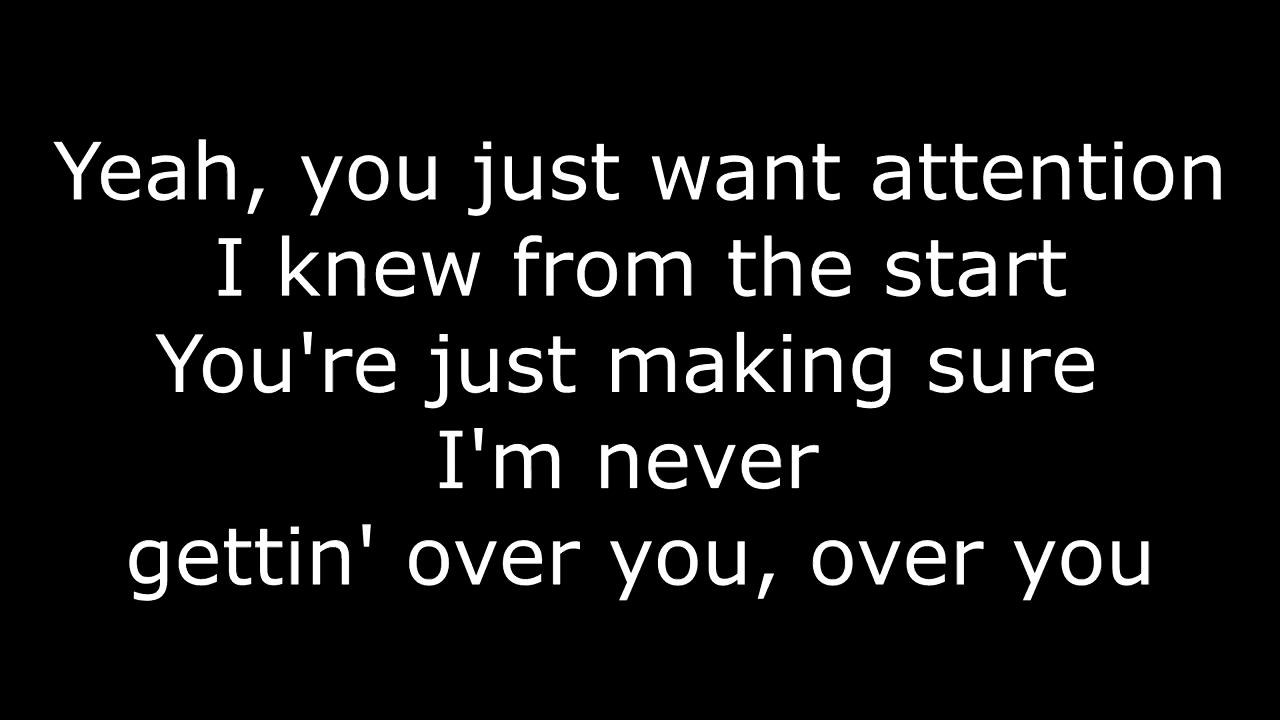 Yeah, you just want attention
I knew from the start
You're just making sure
I'm never
gettin' over you, over you